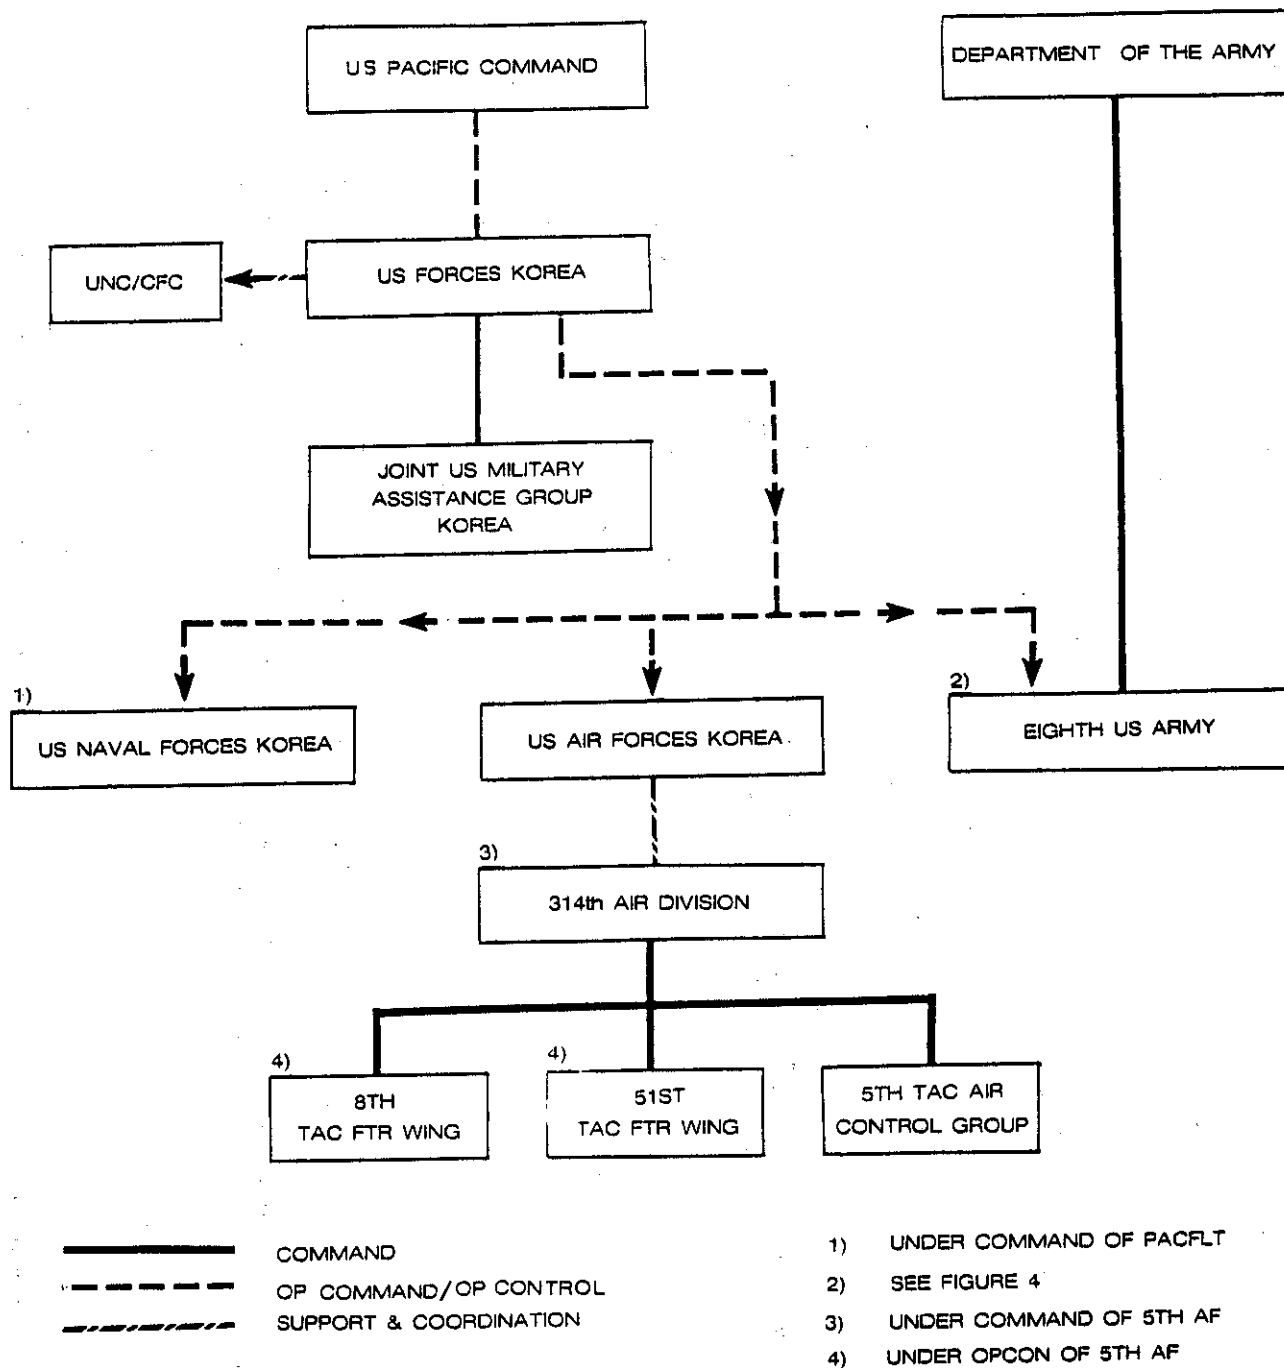 US PACIFIC COMMAND
DEPARTMENT OF THE ARMY
UNC/CFC
US FORCES KOREA
JOINT US MILITARY
ASSISTANCE GROUP
KOREA
1)
US NAVAL FORCES KOREA
US AIR FORCES KOREA
2)
EIGHTH US ARMY
3)
314th AIR DIVISION
4)
8TH
TAC FTR WING
4)
51ST
TAC FTR WING
5TH TAC AIR
CONTROL GROUP
COMMAND
OP COMMAND/OP CONTROL
SUPPORT & COORDINATION
1) UNDER COMMAND OF PACFLT
2) SEE FIGURE 4
3) UNDER COMMAND OF 5TH AF
4) UNDER OPCON OF 5TH AF